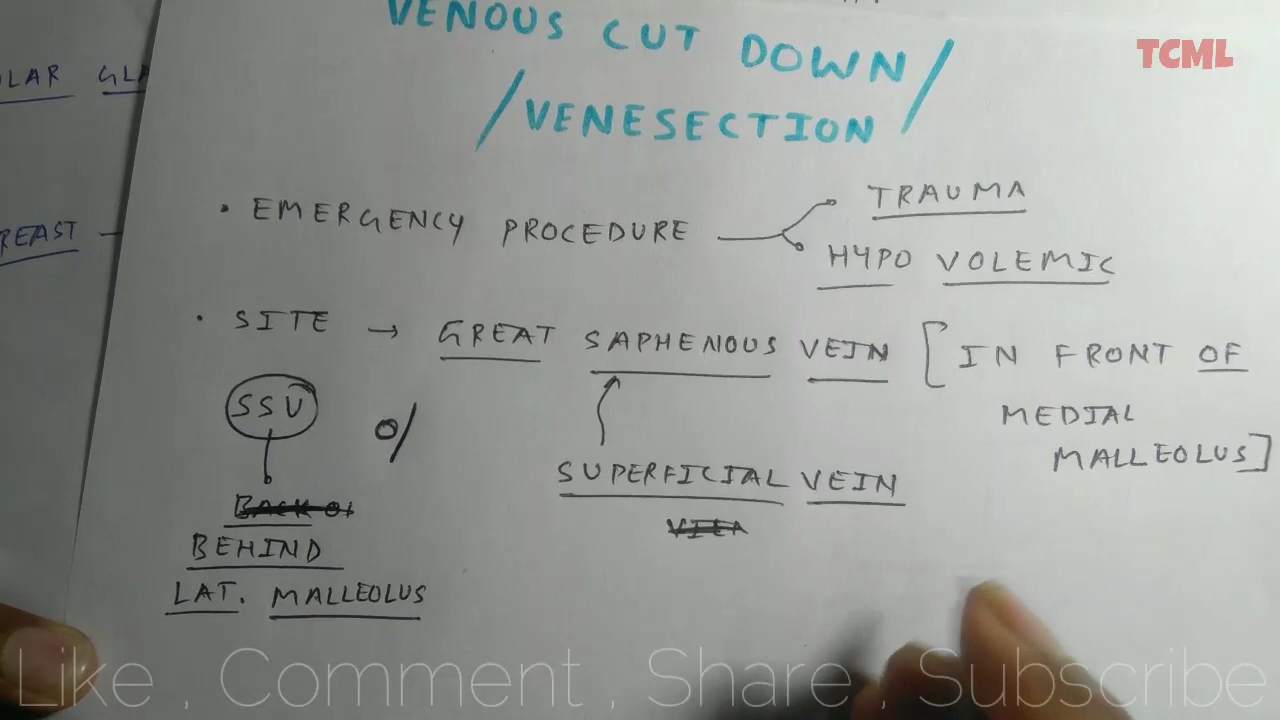 VENOUS CUT DOWN/
/VENESECTION
TCML
LAR GLA
REAST —
• EMERGENCY PROCEDURE
TRAUMA
HYPO VOLEMIC
• SITE → GREAT SAPHENOUS VEIN [IN FRONT OF
MEDIAL
MALLEOLUS]
SSV
SUPERFICIAL VEIN
BEHIND
LAT. MALLEOLUS
Like , Comment , Share , Subscribe